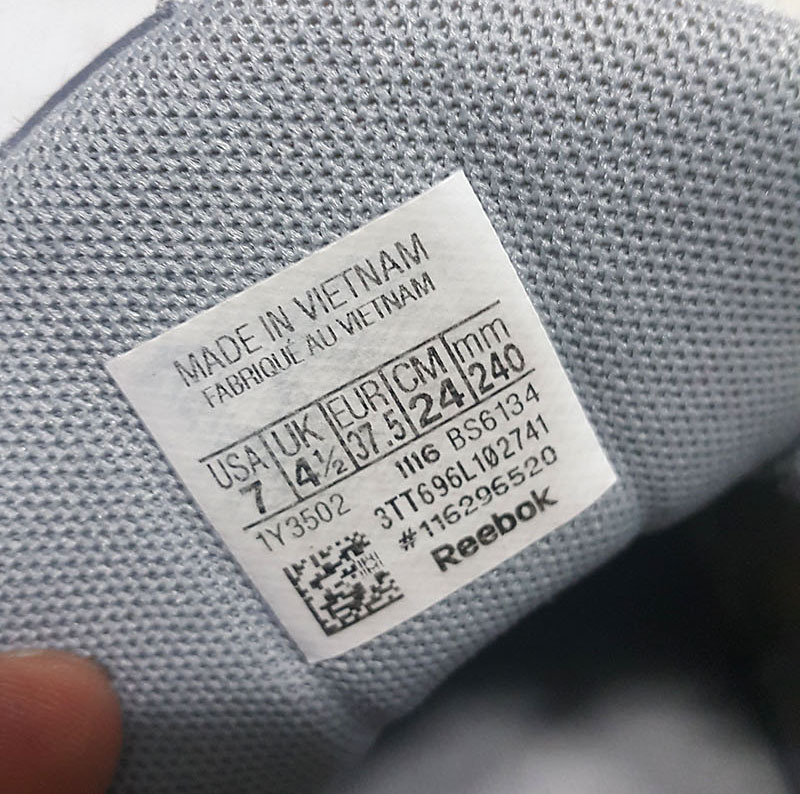 MADE IN VIETNAM
FABRIQUÉ AU VIETNAM
USA UK EUR CM mm
7 4½ 37.5 24 240
1Y3502 1116 BS6134
3TT696L102741
#116296520
Reebok